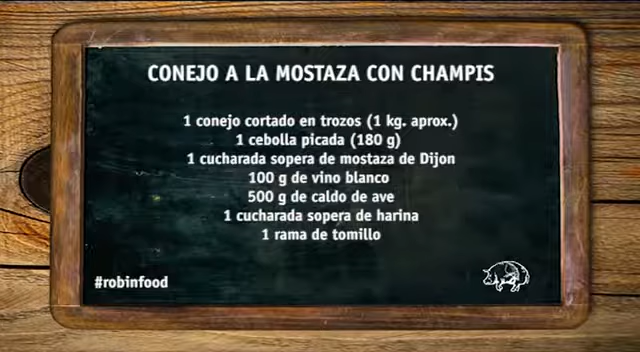 CONEJO A LA MOSTAZA CON CHAMPIS
1 conejo cortado en trozos (1 kg. aprox.)
1 cebolla picada (180 g)
1 cucharada sopera de mostaza de Dijon
100 g de vino blanco
500 g de caldo de ave
1 cucharada sopera de harina
1 rama de tomillo
#robinfood